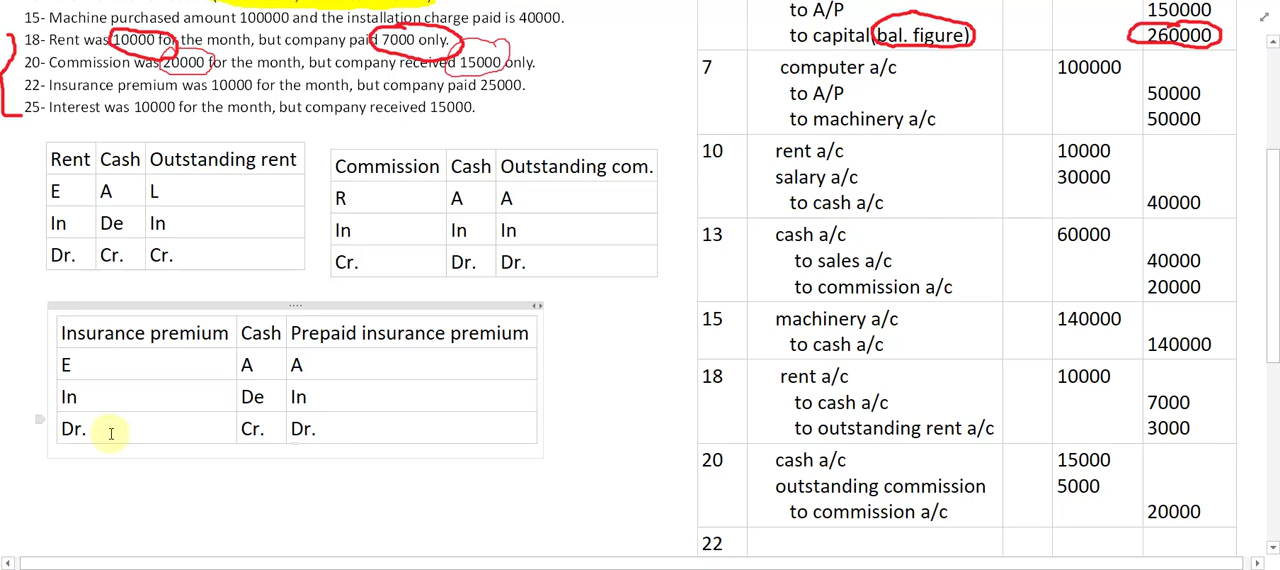 15- Machine purchased amount 100000 and the installation charge paid is 40000.
18- Rent was 10000 for the month, but company paid 7000 only.
20- Commission was 20000 for the month, but company received 15000 only.
22- Insurance premium was 10000 for the month, but company paid 25000.
25- Interest was 10000 for the month, but company received 15000.
Rent Cash Outstanding rent
E A L
In De In
Dr. Cr. Cr.
Commission Cash Outstanding com.
R A A
In In In
Cr. Dr. Dr.
Insurance premium Cash Prepaid insurance premium
E A A
In De In
Dr. Cr. Dr.
to A/P 150000
to capital(bal. figure) 260000
7 computer a/c 100000
to A/P 50000
to machinery a/c 50000
10 rent a/c 10000
salary a/c 30000
to cash a/c 40000
13 cash a/c 60000
to sales a/c 40000
to commission a/c 20000
15 machinery a/c 140000
to cash a/c 140000
18 rent a/c 10000
to cash a/c 7000
to outstanding rent a/c 3000
20 cash a/c 15000
outstanding commission 5000
to commission a/c 20000
22